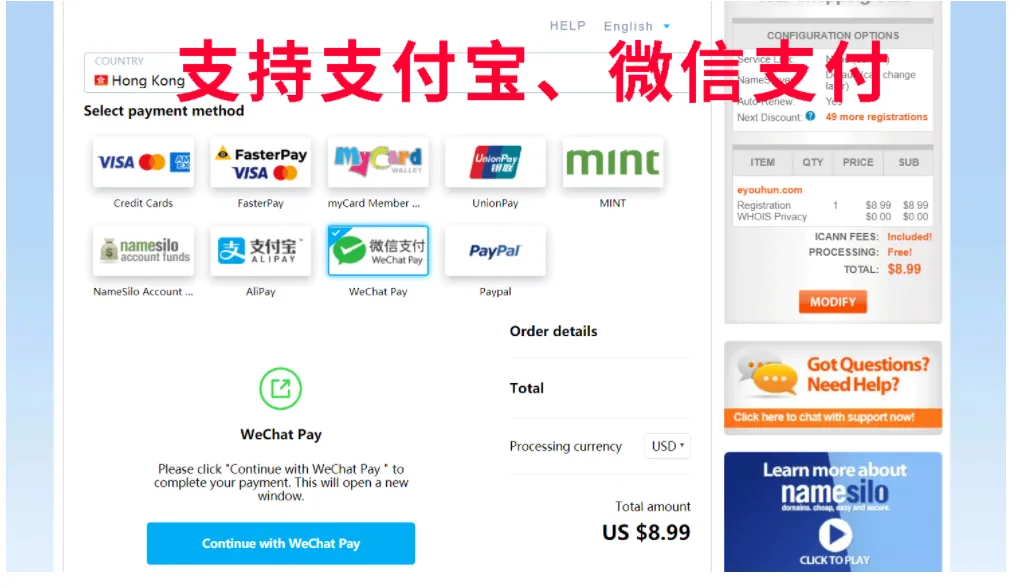 HELP English
支持支付宝、微信支付
COUNTRY
Hong Kong
Select payment method
VISA AM EX
FasterPay
VISA
MyCard
WALLET
UnionPay
银联
mint
Credit Cards
FasterPay
myCard Member ...
UnionPay
MINT
namesilo
account funds
支付宝™
ALIPAY
微信支付
WeChat Pay
PayPal
NameSilo Account ...
AliPay
WeChat Pay
Paypal
WeChat Pay
Please click "Continue with WeChat Pay " to
complete your payment. This will open a new
window.
Continue with WeChat Pay
Order details
Total
Processing currency USD
Total amount
US $8.99
CONFIGURATION OPTIONS
Service
NameServer
change
later)
Auto Renew: Yes
Next Discount: ? 49 more registrations
ITEM QTY PRICE SUB
eyouhun.com
Registration 1 $8.99 $8.99
WHOIS Privacy $0.00 $0.00
ICANN FEES: Included!
PROCESSING: Free!
TOTAL: $8.99
MODIFY
Got Questions?
Need Help?
Click here to chat with support now!
Learn more about
namesilo
domains. cheap, easy and secure.
CLICK TO PLAY